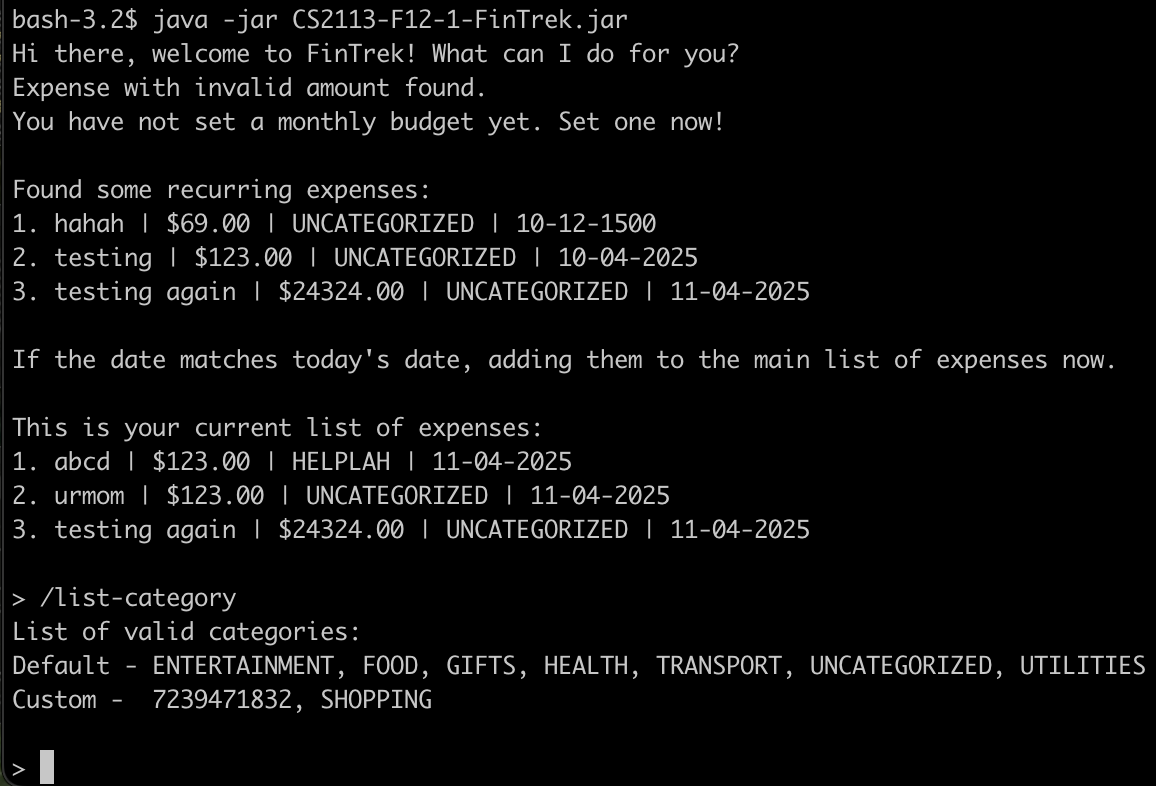 bash-3.2$ java -jar CS2113-F12-1-FinTrek.jar
Hi there, welcome to FinTrek! What can I do for you?
Expense with invalid amount found.
You have not set a monthly budget yet. Set one now!
Found some recurring expenses:
1. hahah | $69.00 | UNCATEGORIZED | 10-12-1500
2. testing | $123.00 | UNCATEGORIZED | 10-04-2025
3. testing again | $24324.00 | UNCATEGORIZED | 11-04-2025
If the date matches today's date, adding them to the main list of expenses now.
This is your current list of expenses:
1. abcd | $123.00 | HELPLAH | 11-04-2025
2. urmom | $123.00 | UNCATEGORIZED | 11-04-2025
3. testing again | $24324.00 | UNCATEGORIZED | 11-04-2025
> /list-category
List of valid categories:
Default - ENTERTAINMENT, FOOD, GIFTS, HEALTH, TRANSPORT, UNCATEGORIZED, UTILITIES
Custom -  7239471832, SHOPPING
>